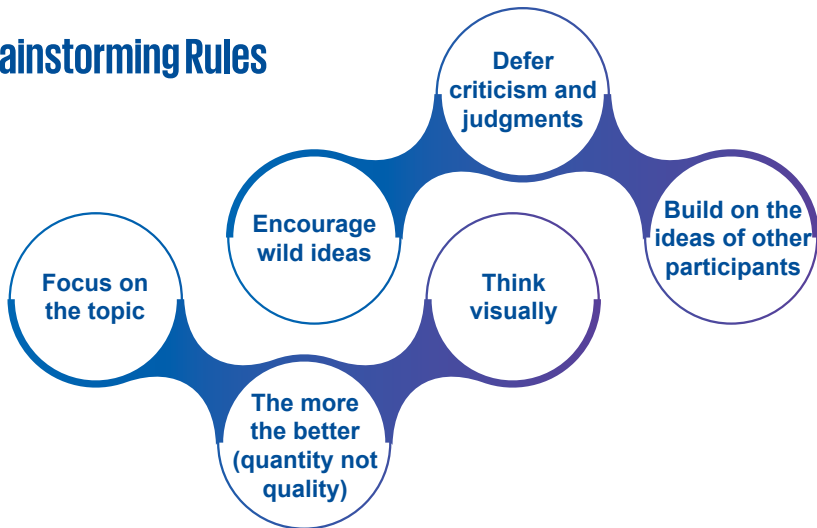 ainstorming Rules
Defer
criticism and
judgments
Encourage
wild ideas
Build on the
ideas of other
participants
Focus on
the topic
Think
visually
The more
the better
(quantity not
quality)